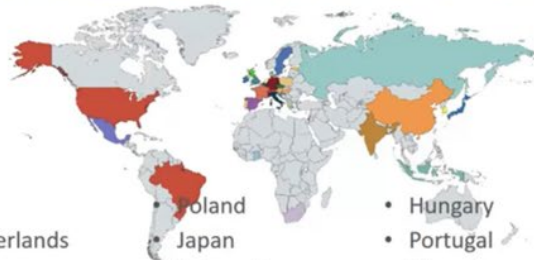 • Poland
• Hungary
erlands
• Japan
• Portugal